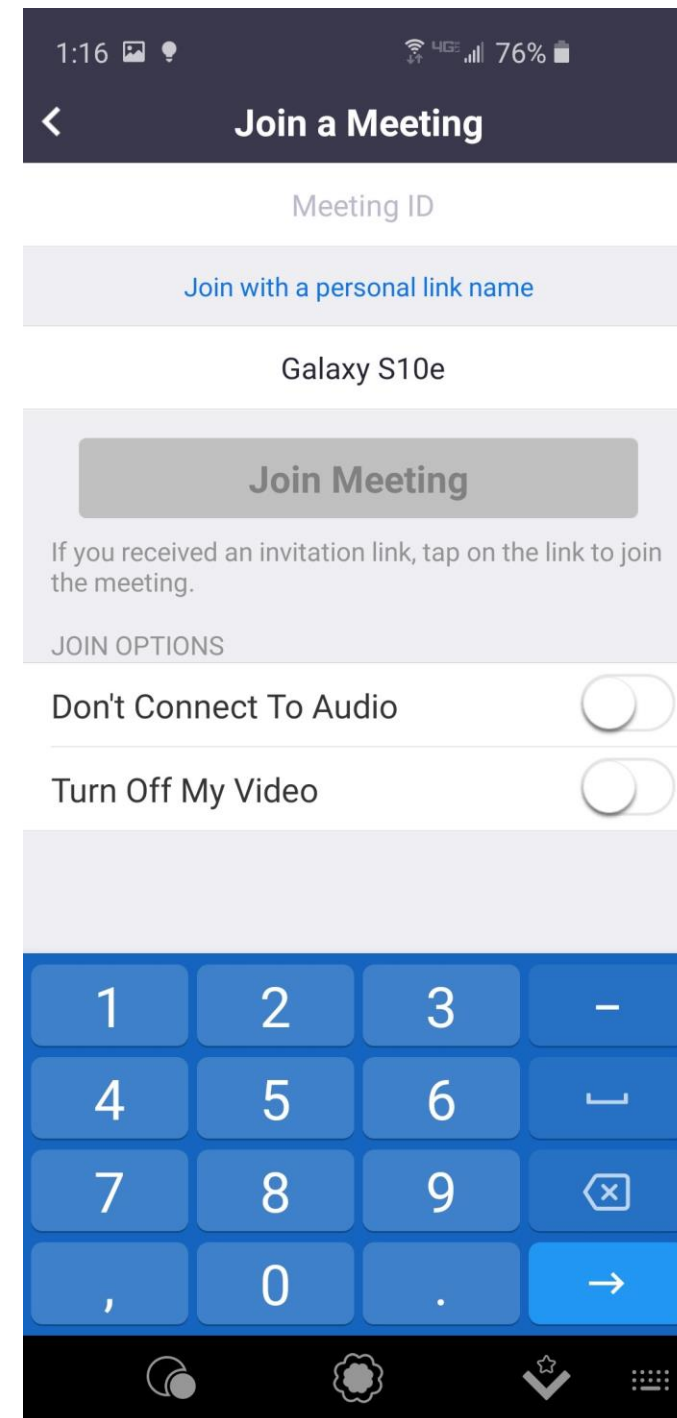 1:16 4GE 76%
Join a Meeting
Meeting ID
Join with a personal link name
Galaxy S10e
Join Meeting
If you received an invitation link, tap on the link to join
the meeting.
JOIN OPTIONS
Don't Connect To Audio
Turn Off My Video
1 2 3 -
4 5 6
7 8 9
, 0 .